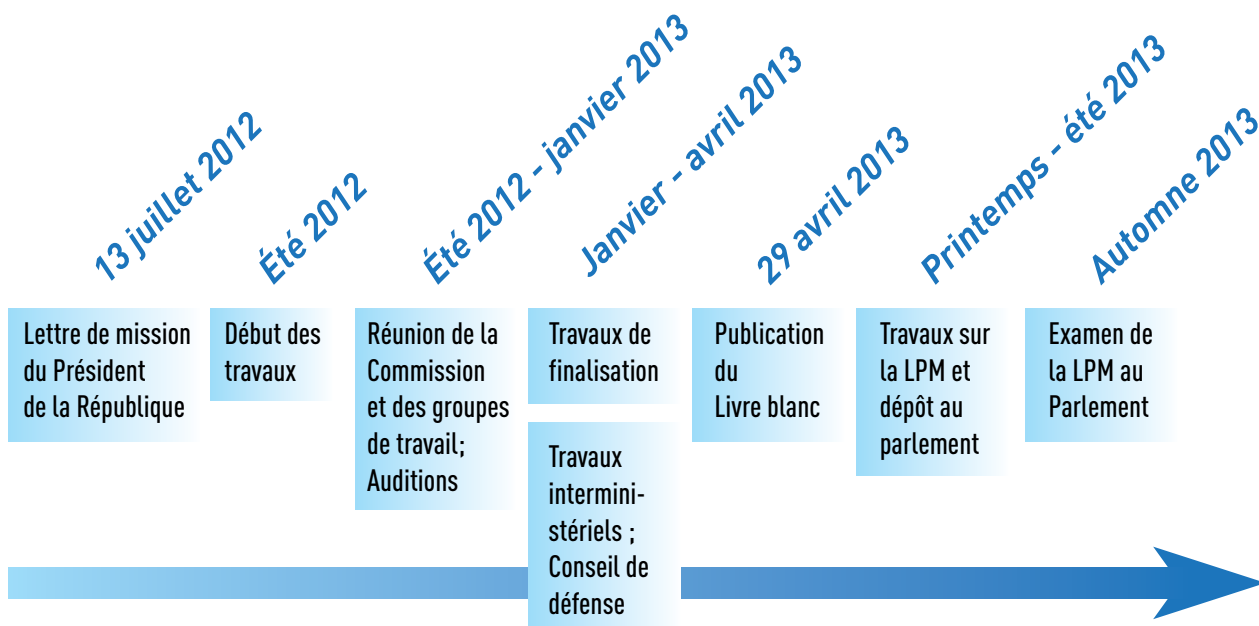 13 juillet 2012
Lettre de mission
du Président
de la République
Été 2012
Début des
travaux
Été 2012 - janvier 2013
Réunion de la
Commission
et des groupes
de travail;
Auditions
Janvier - avril 2013
Travaux de
finalisation
Travaux
intermini-
stériels ;
Conseil de
défense
29 avril 2013
Publication
du
Livre blanc
Printemps - été 2013
Travaux sur
la LPM et
dépôt au
parlement
Automne 2013
Examen de
la LPM au
Parlement